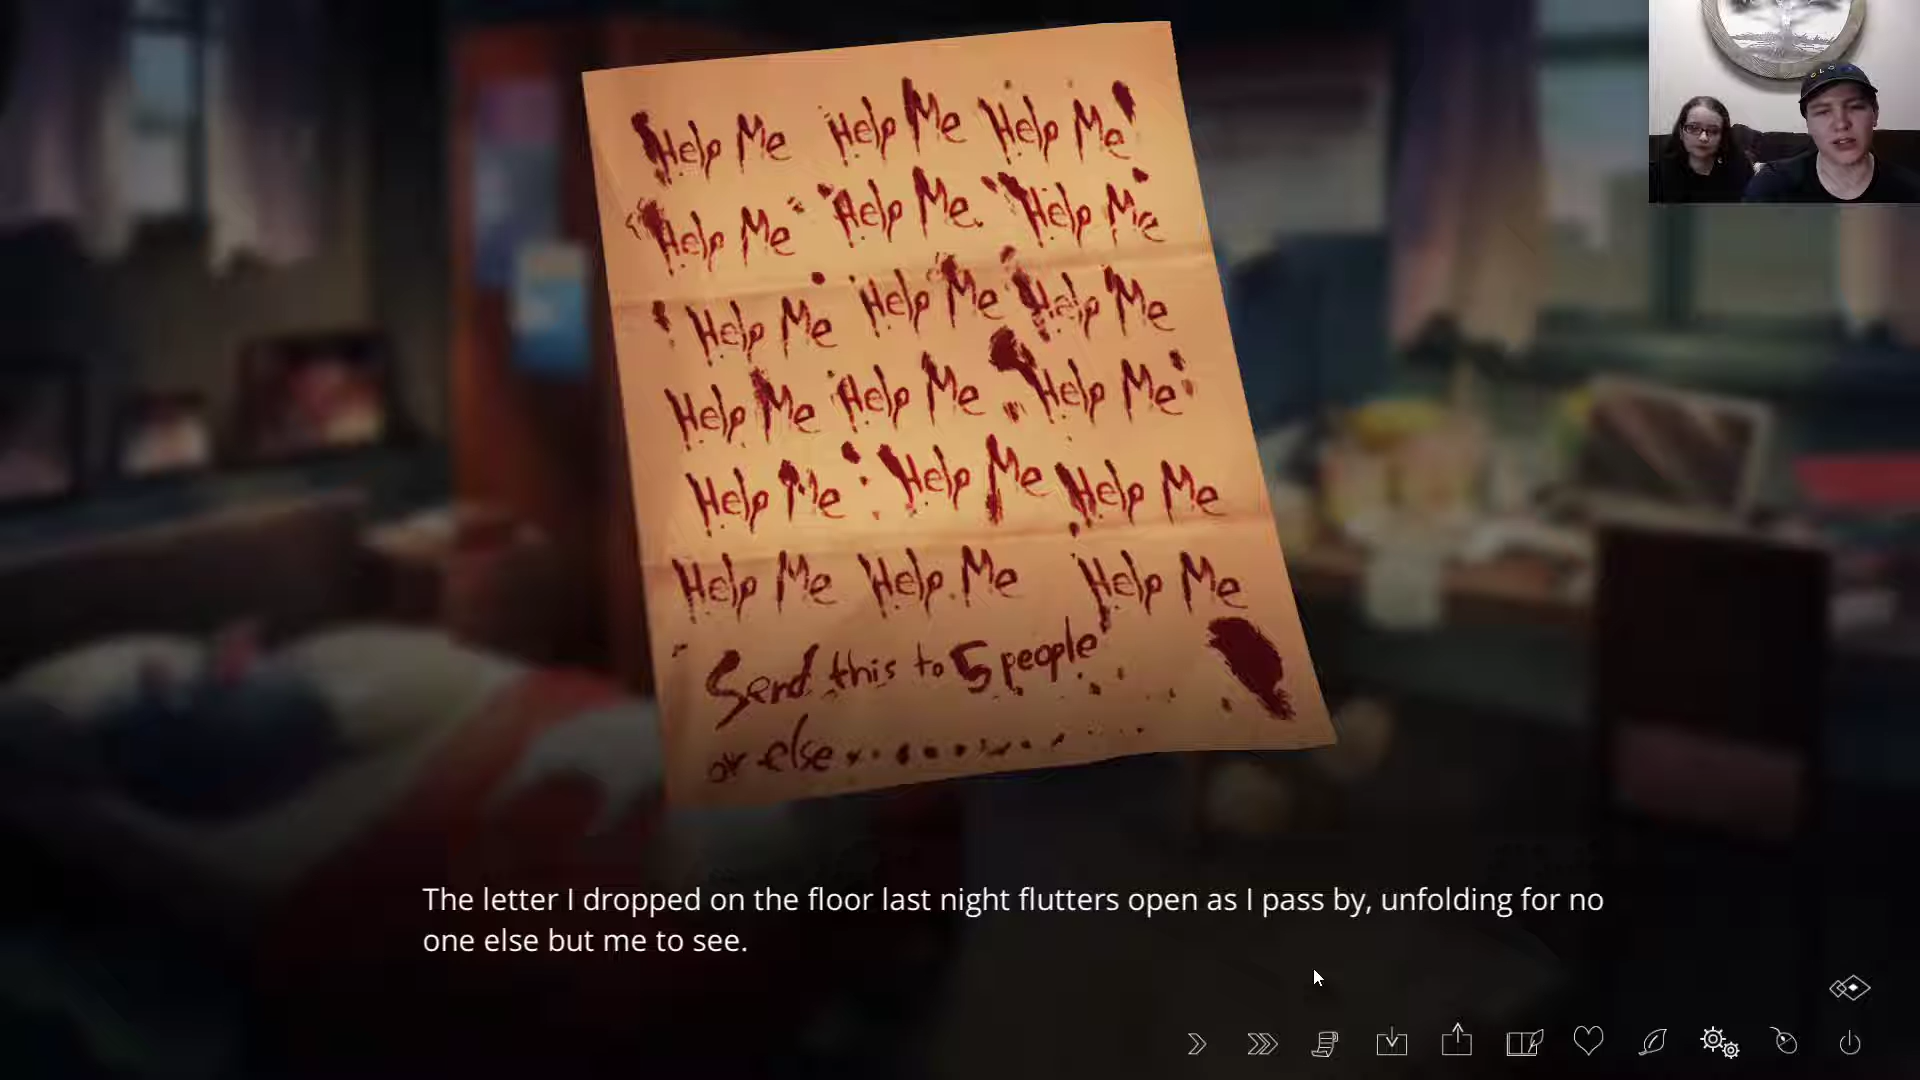 Help Me Help Me Help Me
Help Me Help Me Help Me
Help Me Help Me Help Me
Help Me Help Me Help Me
Help Me Help Me Help Me
Help Me Help Me Help Me
Send this to 5 people
or else..........
The letter I dropped on the floor last night flutters open as I pass by, unfolding for no
one else but me to see.